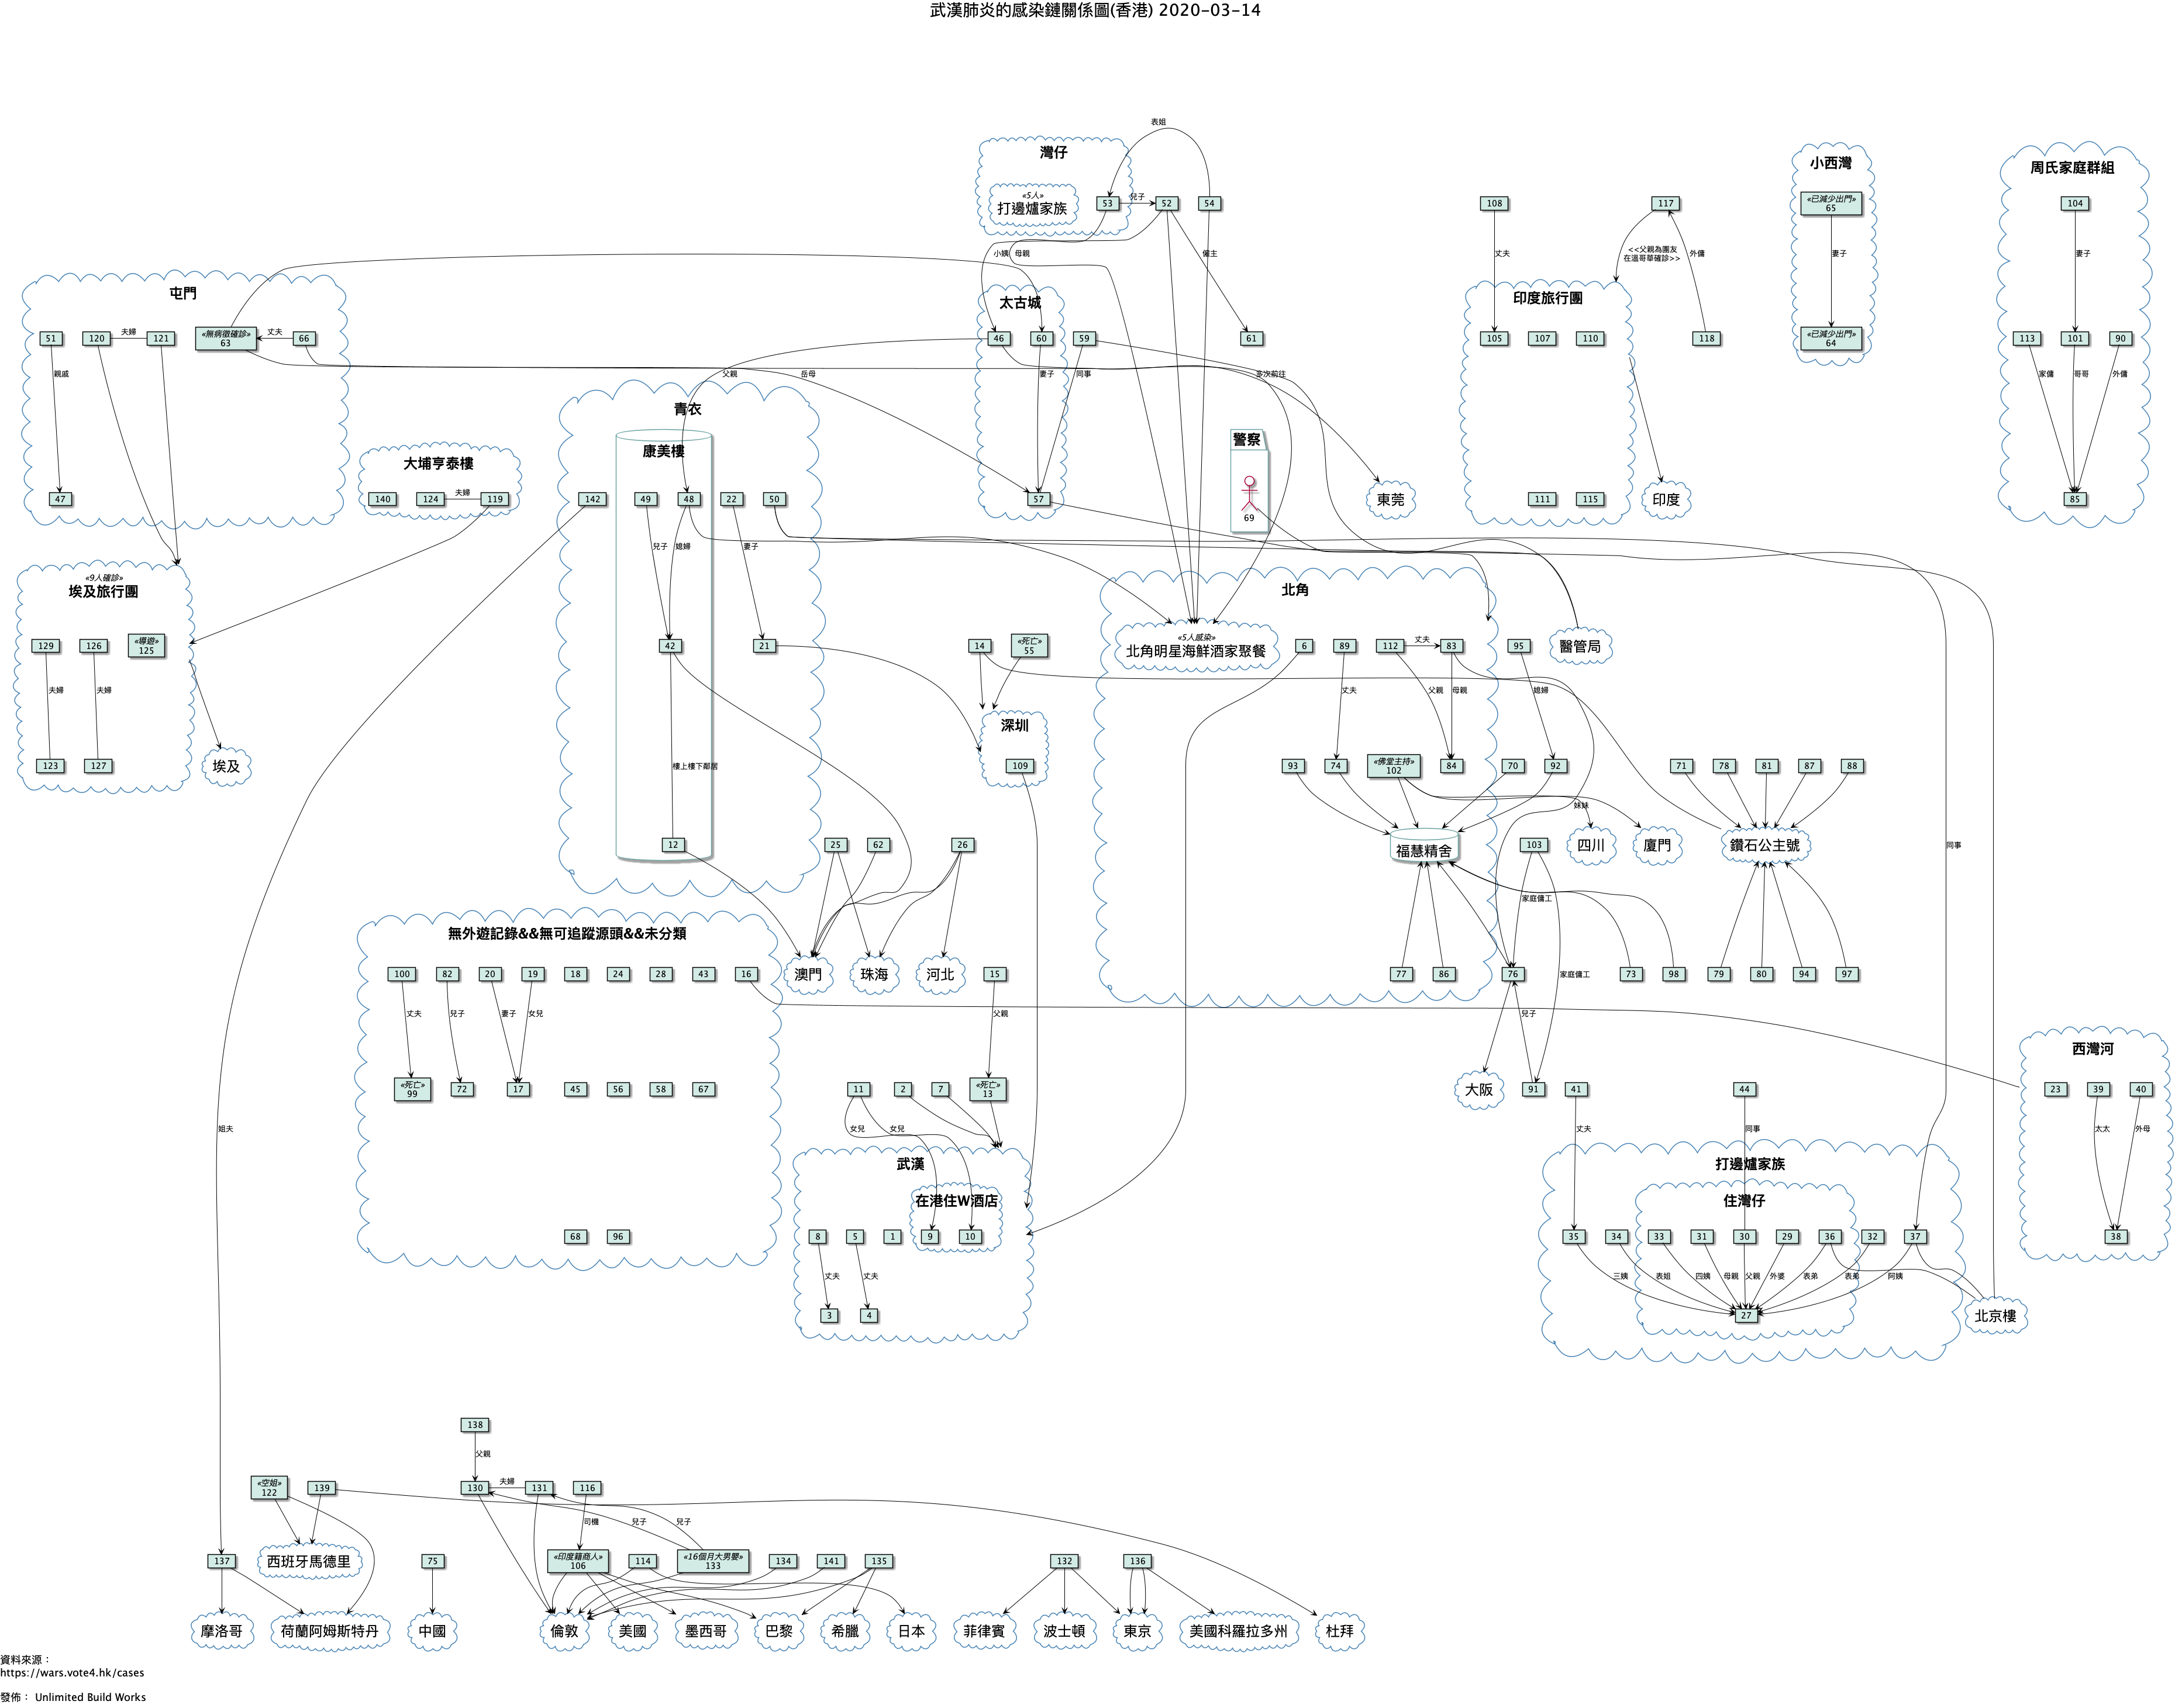 武漢肺炎的感染鏈關係圖(香港) 2020-03-14
表姐
灣仔
«5人»
打邊爐家族
53
兒子
52
54
小姨
母親
僱主
108
丈夫
117
<<父親為團友
在溫哥華確診>>
外傭
118
小西灣
«已減少出門»
65
妻子
«已減少出門»
64
周氏家庭群組
104
妻子
113
101
90
家傭
哥哥
外傭
85
屯門
51
120
夫婦
121
«無病徵確診»
63
丈夫
66
親戚
47
太古城
46
60
59
61
父親
岳母
妻子
同事
多次前往
57
印度旅行團
105
107
110
111
115
印度
東莞
警察
69
大埔亨泰樓
140
124
夫婦
119
青衣
康美樓
142
49
48
22
50
兒子
媳婦
妻子
42
21
樓上樓下鄰居
12
«9人確診»
埃及旅行團
129
126
«導遊»
125
夫婦
夫婦
123
127
埃及
14
«死亡»
55
深圳
109
北角
«5人感染»
北角明星海鮮酒家聚餐
6
89
112
丈夫
83
95
醫管局
丈夫
父親
母親
媳婦
93
74
«佛堂主持»
102
84
70
92
妹妹
福慧精舍
103
四川
廈門
71
78
81
87
88
鑽石公主號
同事
家庭傭工
家庭傭工
77
86
76
73
98
79
80
94
97
兒子
大阪
91
25
62
26
澳門
珠海
河北
15
父親
無外遊記錄&&無可追蹤源頭&&未分類
100
82
20
19
18
24
28
43
16
丈夫
兒子
妻子
女兒
«死亡»
99
72
17
45
56
58
67
68
96
11
2
7
«死亡»
13
女兒
女兒
武漢
在港住W酒店
8
5
1
9
10
丈夫
丈夫
3
4
41
44
丈夫
同事
打邊爐家族
住灣仔
35
34
33
31
30
29
36
32
37
三姨
表姐
四姨
母親
父親
外婆
表弟
表弟
阿姨
27
北京樓
西灣河
23
39
40
太太
外母
38
姐夫
138
父親
«空姐»
122
139
130
夫婦
131
116
司機
兒子
兒子
137
西班牙馬德里
75
«印度籍商人»
106
114
«16個月大男嬰»
133
134
141
135
132
136
摩洛哥
荷蘭阿姆斯特丹
中國
倫敦
美國
墨西哥
巴黎
希臘
日本
菲律賓
波士頓
東京
美國科羅拉多州
杜拜
資料來源：
https://wars.vote4.hk/cases
發佈： Unlimited Build Works